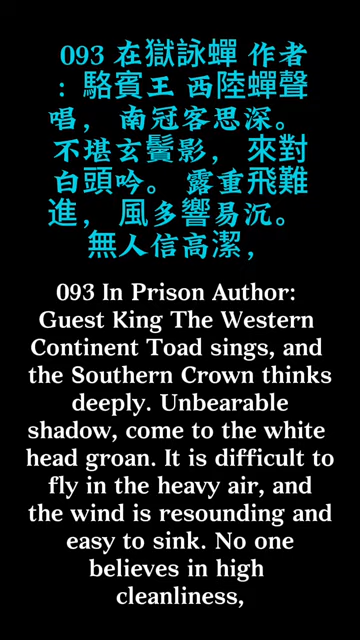 093 在獄詠蟬 作者
：駱賓王 西陸蟬聲
唱， 南冠客思深。
不堪玄鬢影， 來對
白頭吟。 露重飛難
進， 風多響易沉。
無人信高潔，
093 In Prison Author:
Guest King The Western
Continent Toad sings, and
the Southern Crown thinks
deeply. Unbearable
shadow, come to the white
head groan. It is difficult to
fly in the heavy air, and
the wind is resounding and
easy to sink. No one
believes in high
cleanliness,